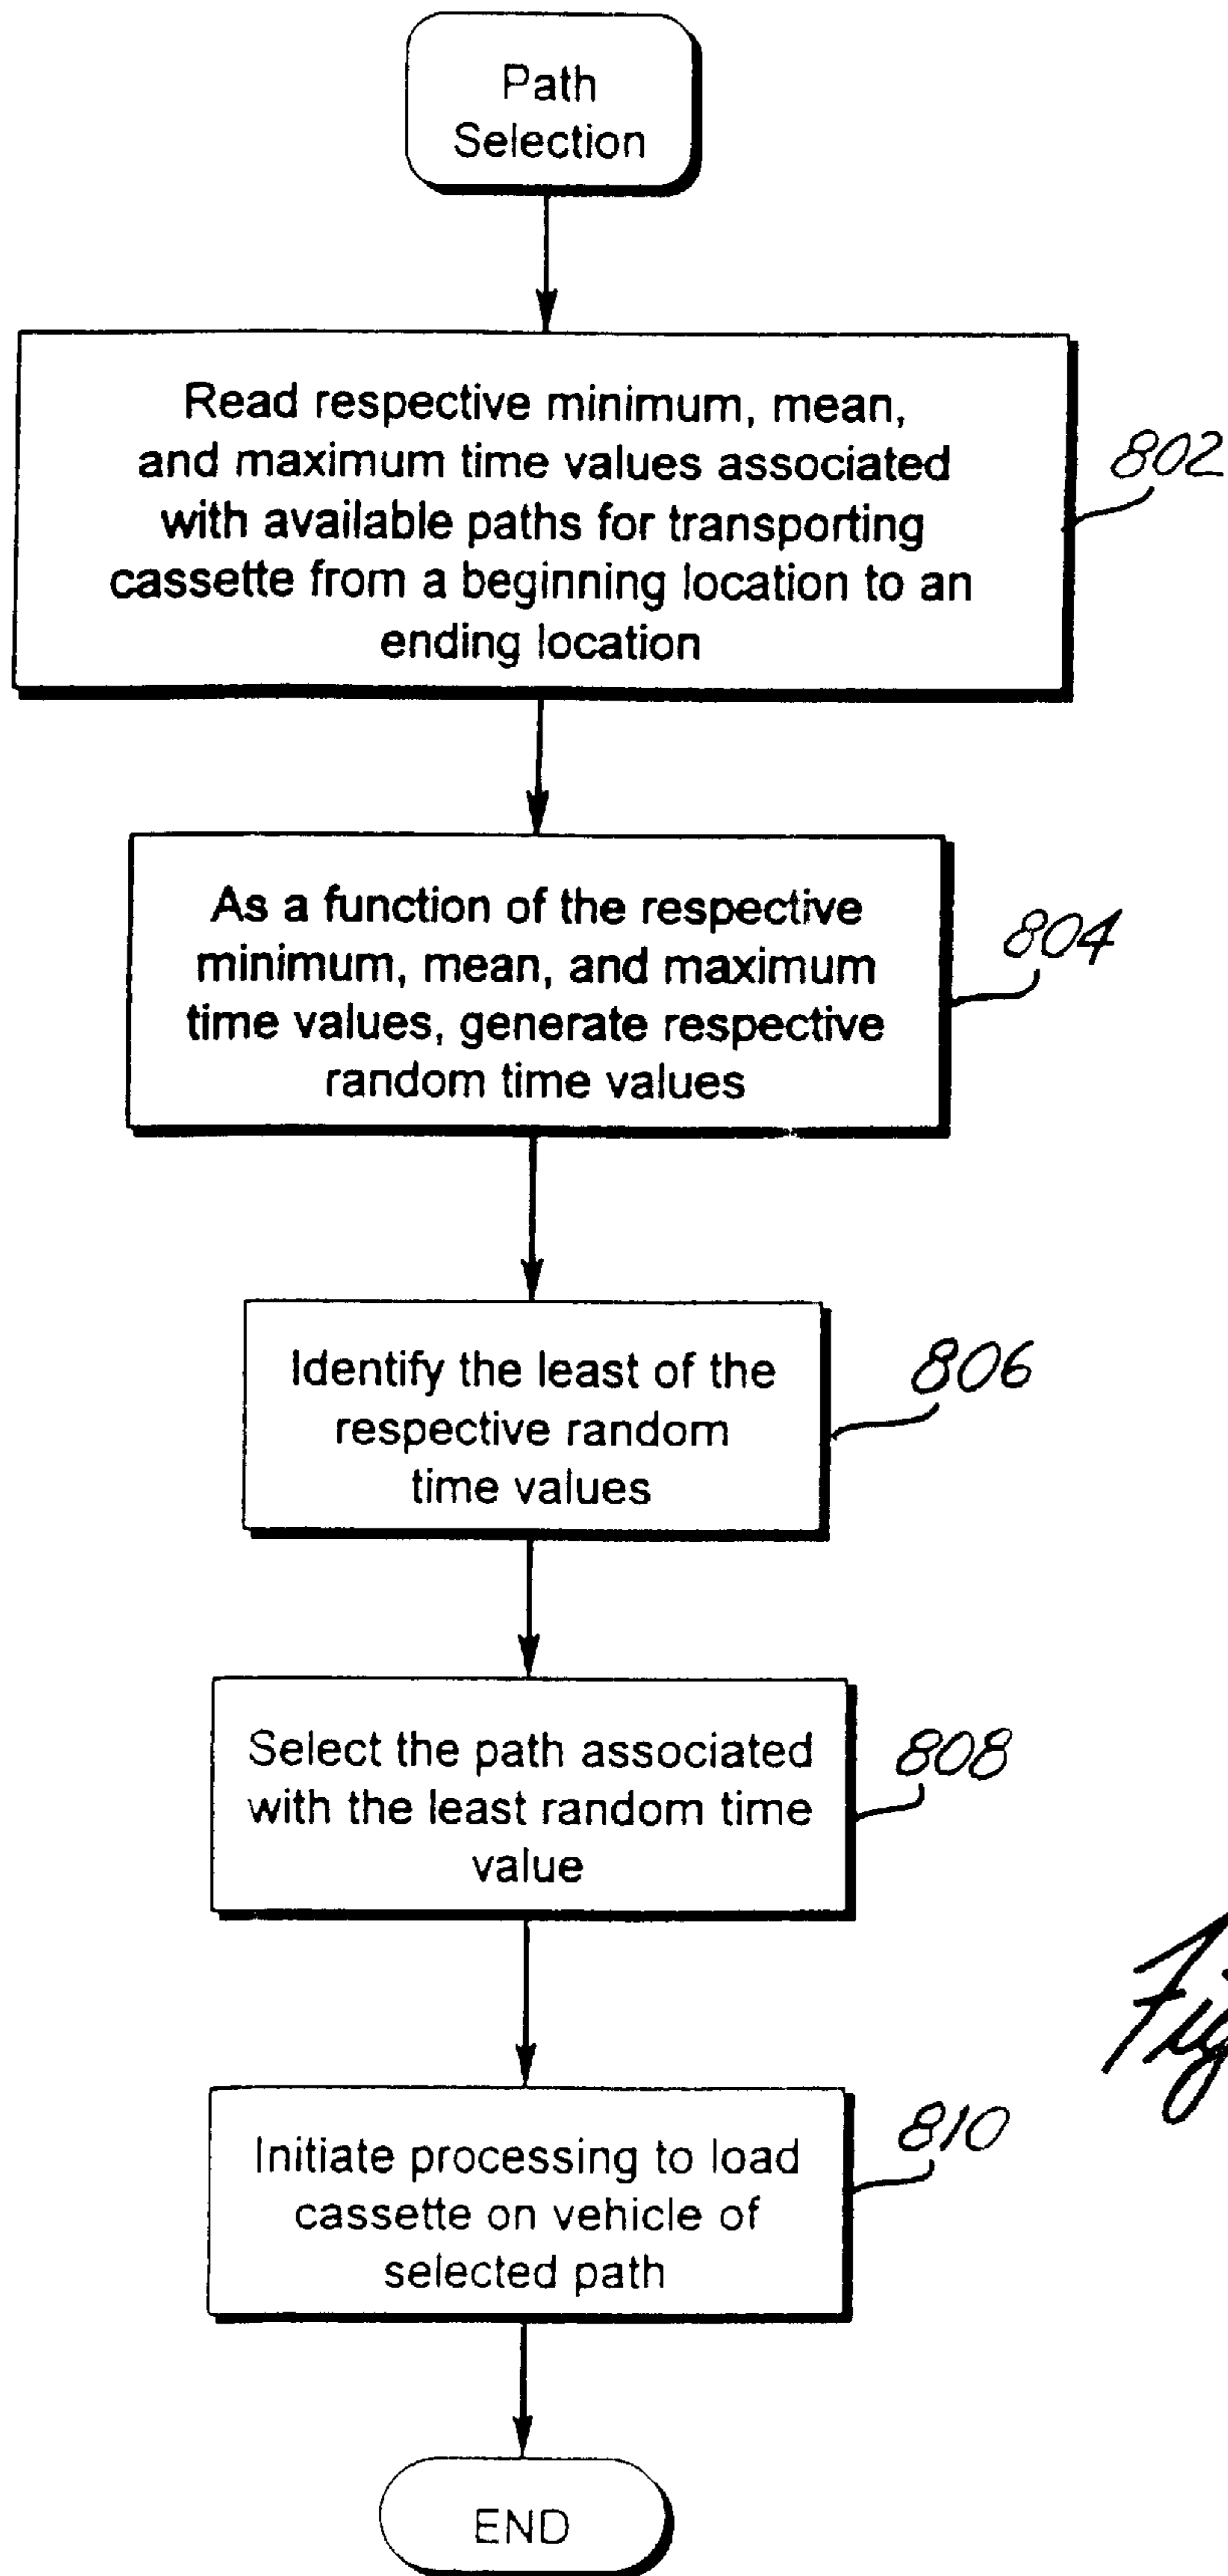 Path
Selection
Read respective minimum, mean,
and maximum time values associated
with available paths for transporting
cassette from a beginning location to an
ending location
802
As a function of the respective
minimum, mean, and maximum
time values, generate respective
random time values
804
Identify the least of the
respective random
time values
806
Select the path associated
with the least random time
value
808
Initiate processing to load
cassette on vehicle of
selected path
810
END